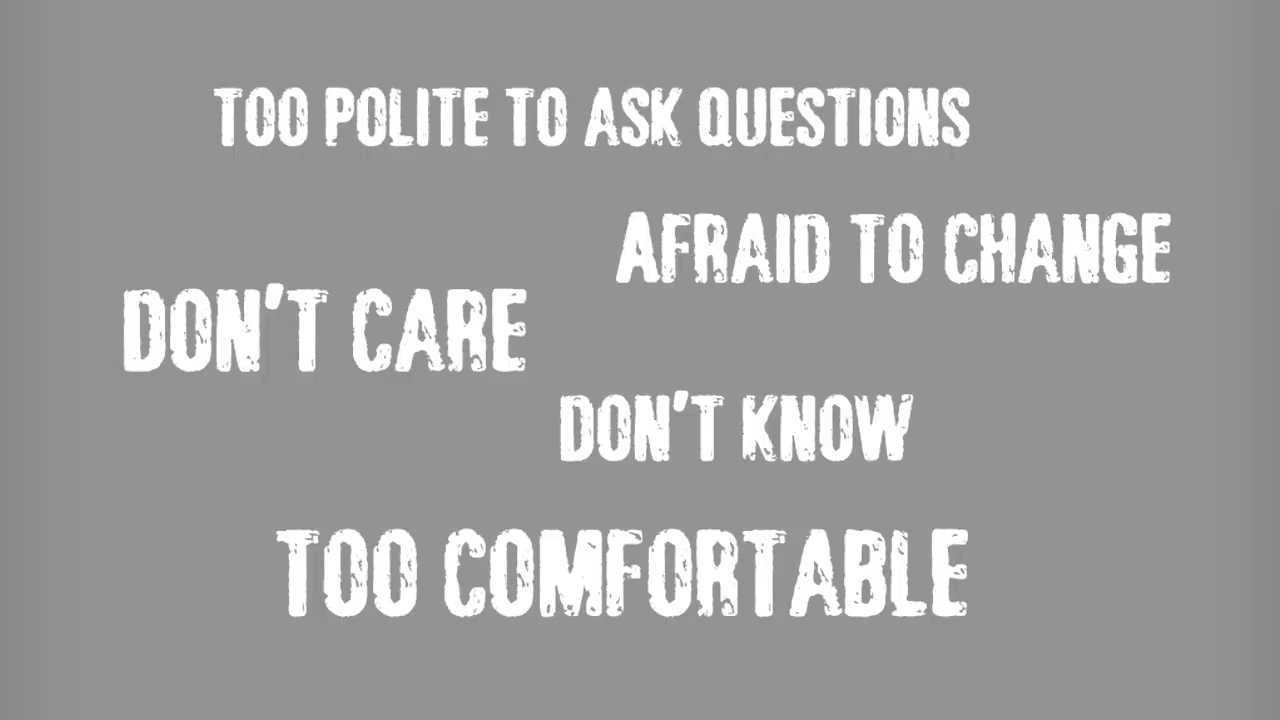 TOO POLITE TO ASK QUESTIONS
AFRAID TO CHANGE
DON'T CARE
DON'T KNOW
TOO COMFORTABLE